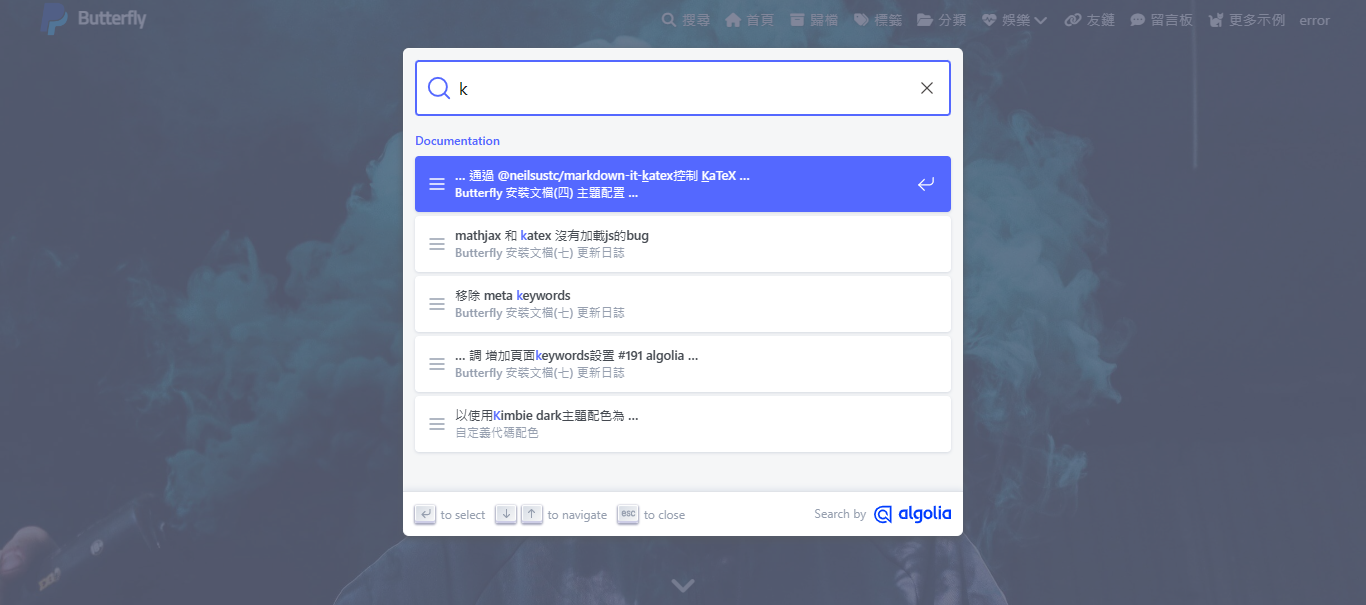 Butterfly
搜尋 首頁 歸檔 標籤 分類 娛樂 友鏈 留言板 更多示例 error
k
Documentation
... 通過 @neilsustc/markdown-it-katex控制 KaTeX ...
Butterfly 安裝文檔(四) 主題配置 ...
mathjax 和 katex 沒有加載js的bug
Butterfly 安裝文檔(七) 更新日誌
移除 meta keywords
Butterfly 安裝文檔(七) 更新日誌
... 調 增加頁面keywords設置 #191 algolia ...
Butterfly 安裝文檔(七) 更新日誌
以使用Kimbie dark主題配色為 ...
自定義代碼配色
to select to navigate esc to close Search by algolia